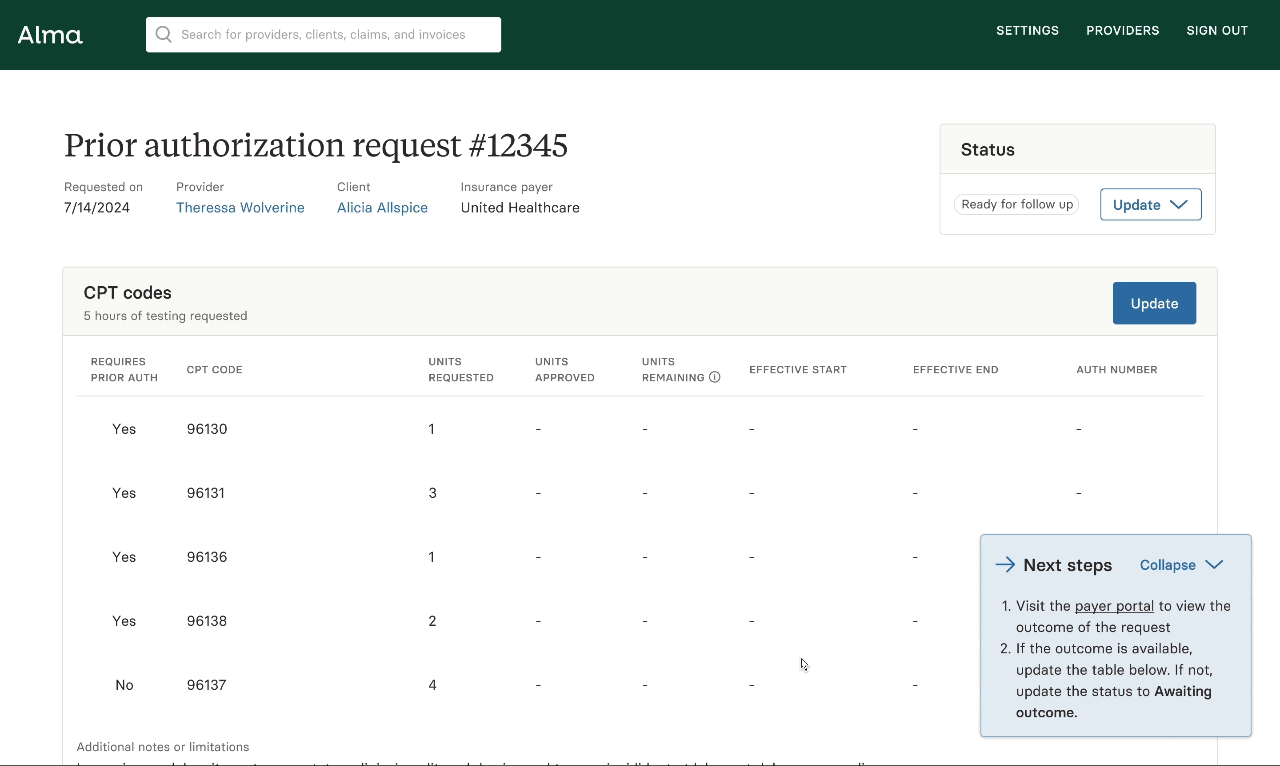 Alma
Search for providers, clients, claims, and invoices
SETTINGS PROVIDERS SIGN OUT
Prior authorization request #12345
Requested on Provider Client Insurance payer
7/14/2024 Theressa Wolverine Alicia Allspice United Healthcare
Status
Ready for follow up Update
CPT codes
5 hours of testing requested
Update
REQUIRES PRIOR AUTH CPT CODE UNITS REQUESTED UNITS APPROVED UNITS REMAINING EFFECTIVE START EFFECTIVE END AUTH NUMBER
Yes 96130 1 - - - - -
Yes 96131 3 - - - - -
Yes 96136 1 - - - -
Yes 96138 2 - - - -
No 96137 4 - - - -
Next steps Collapse
1. Visit the payer portal to view the
outcome of the request
2. If the outcome is available,
update the table below. If not,
update the status to Awaiting
outcome.
Additional notes or limitations